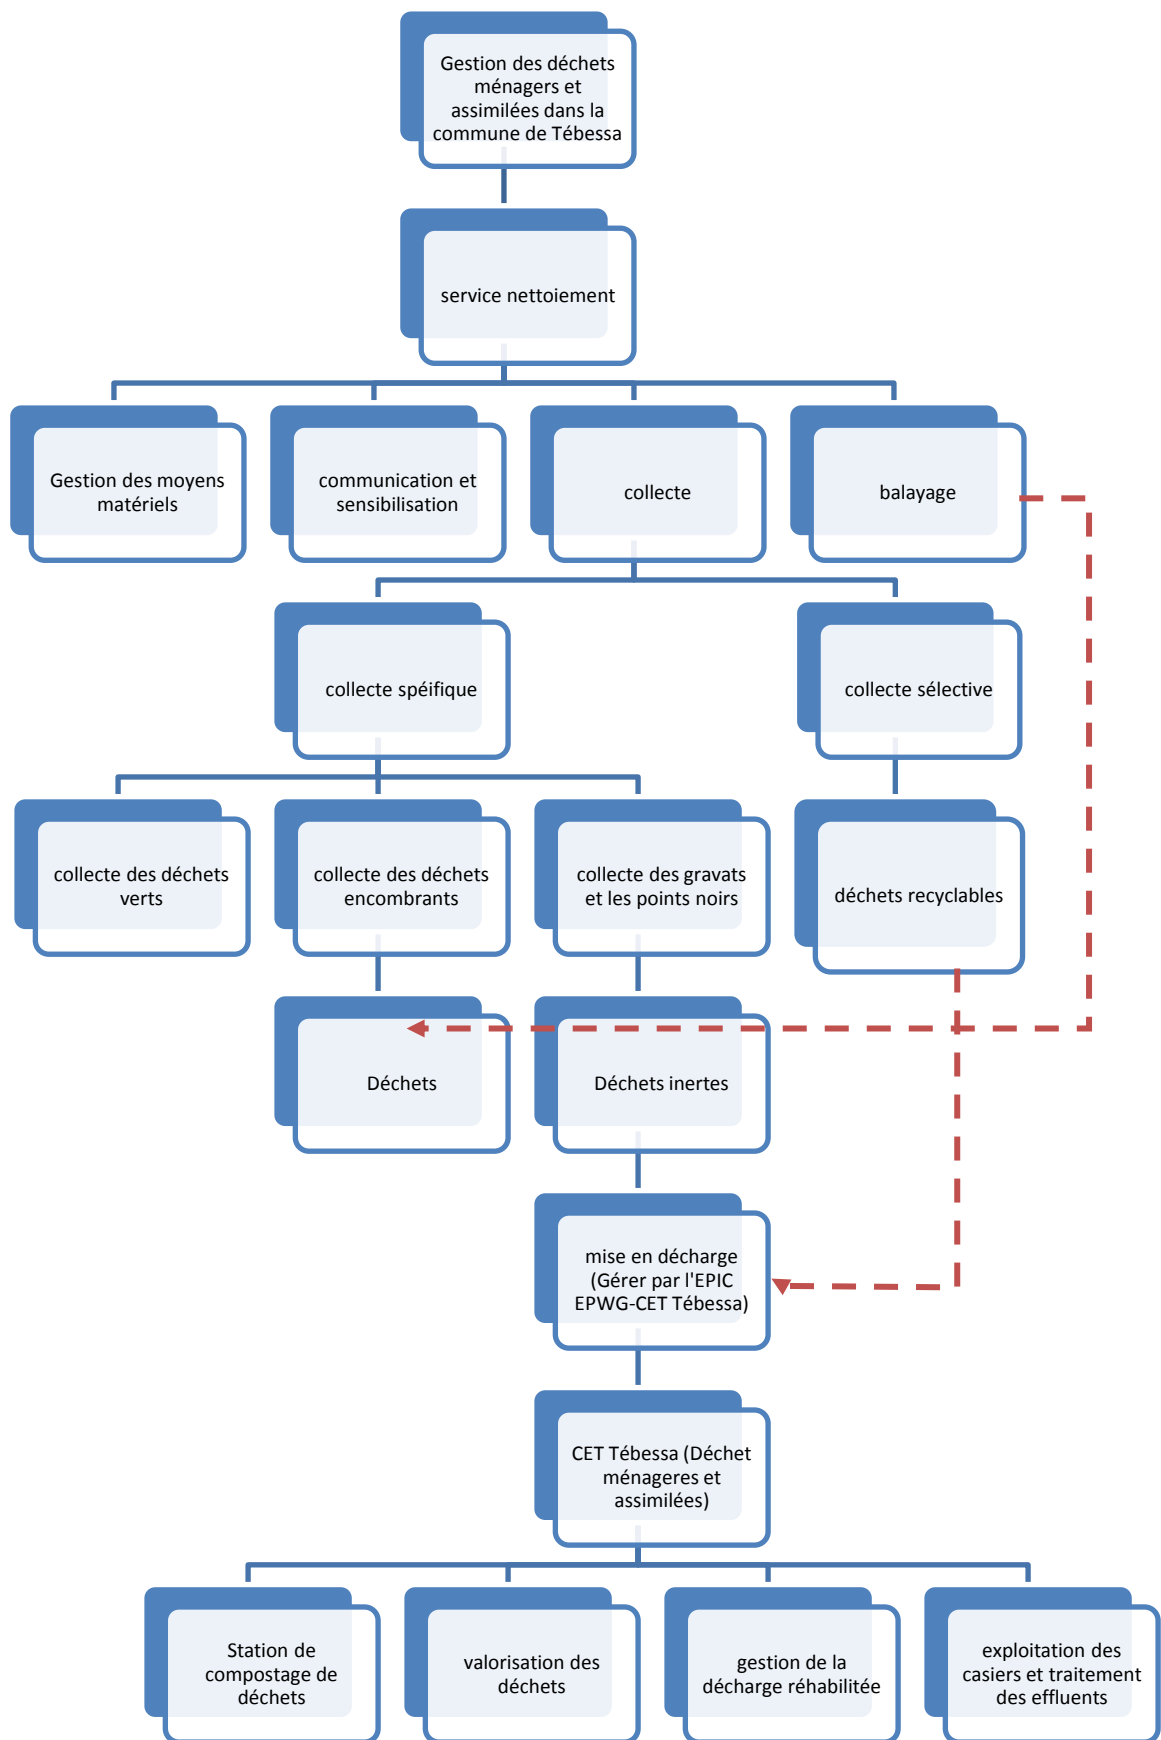 Gestion des déchets
ménagers et
assimilées dans la
commune de Tébessa
service nettoiement
Gestion des moyens
matériels
communication et
sensibilisation
collecte
balayage
collecte spéifique
collecte sélective
collecte des déchets
verts
collecte des déchets
encombrants
collecte des gravats
et les points noirs
déchets recyclables
Déchets
Déchets inertes
mise en décharge
(Gérer par l'EPIC
EPWG-CET Tébessa)
CET Tébessa (Déchet
ménageres et
assimilées)
Station de
compostage de
déchets
valorisation des
déchets
gestion de la
décharge réhabilitée
exploitation des
casiers et traitement
des effluents